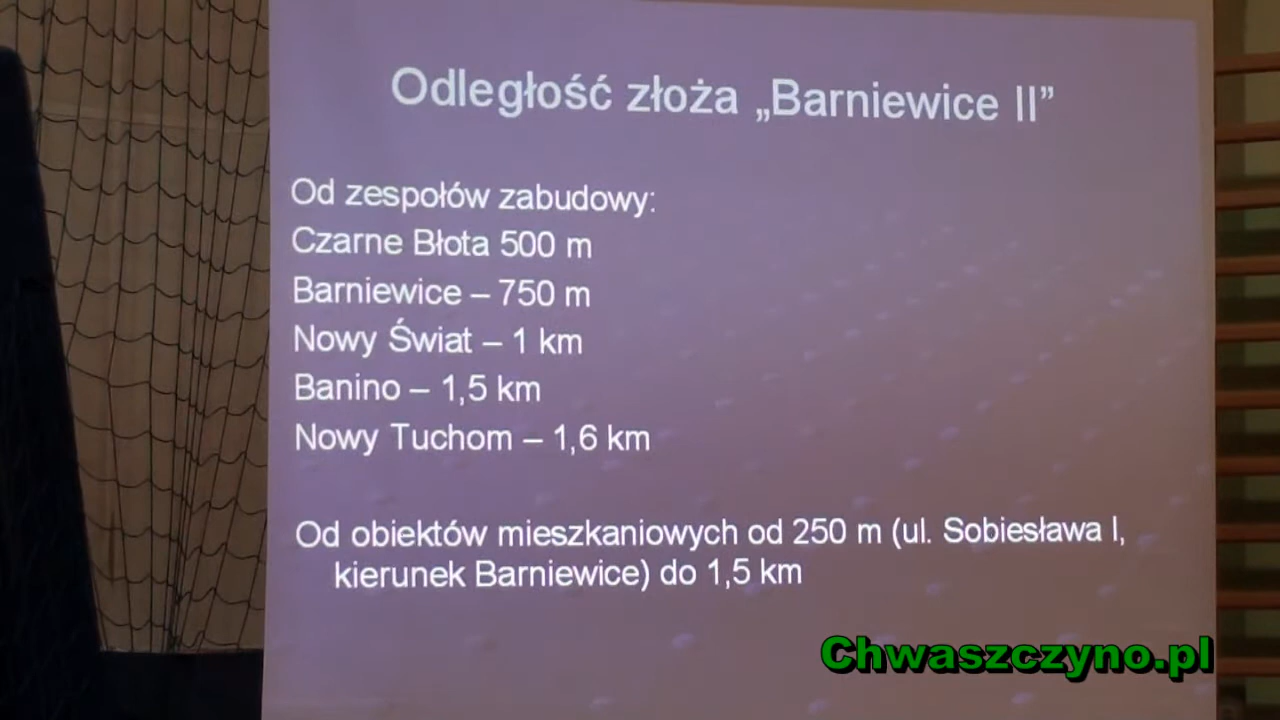 Odległość złoża „Barniewice II”
Od zespołów zabudowy:
Czarne Błota 500 m
Barniewice – 750 m
Nowy Świat – 1 km
Banino – 1,5 km
Nowy Tuchom – 1,6 km
Od obiektów mieszkaniowych od 250 m (ul. Sobiesława I,
kierunek Barniewice) do 1,5 km
Chwaszczyno.pl